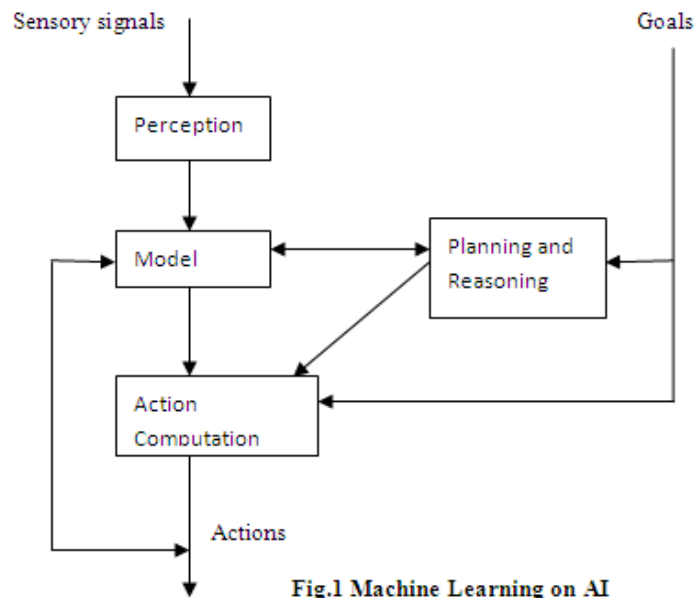 Sensory signals
Goals
Perception
Model
Planning and
Reasoning
Action
Computation
Actions
Fig.1 Machine Learning on AI